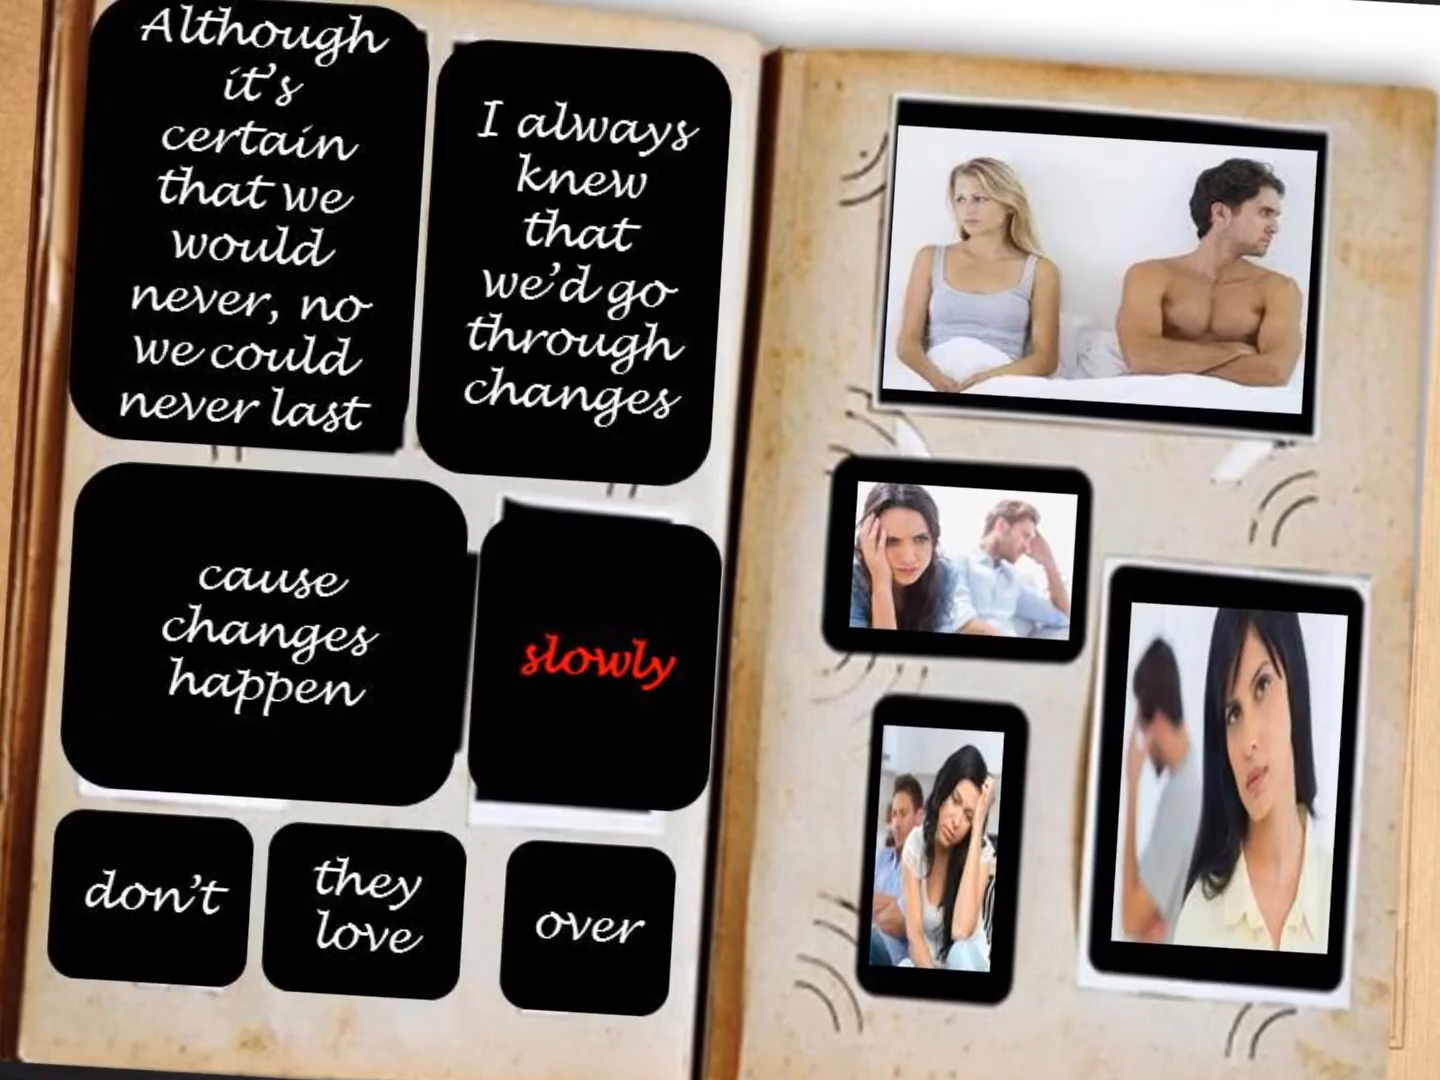 Although
it's
certain
that we
would
never, no
we could
never last
I always
knew
that
we'd go
through
changes
cause
changes
happen
slowly
don't
they
love
over